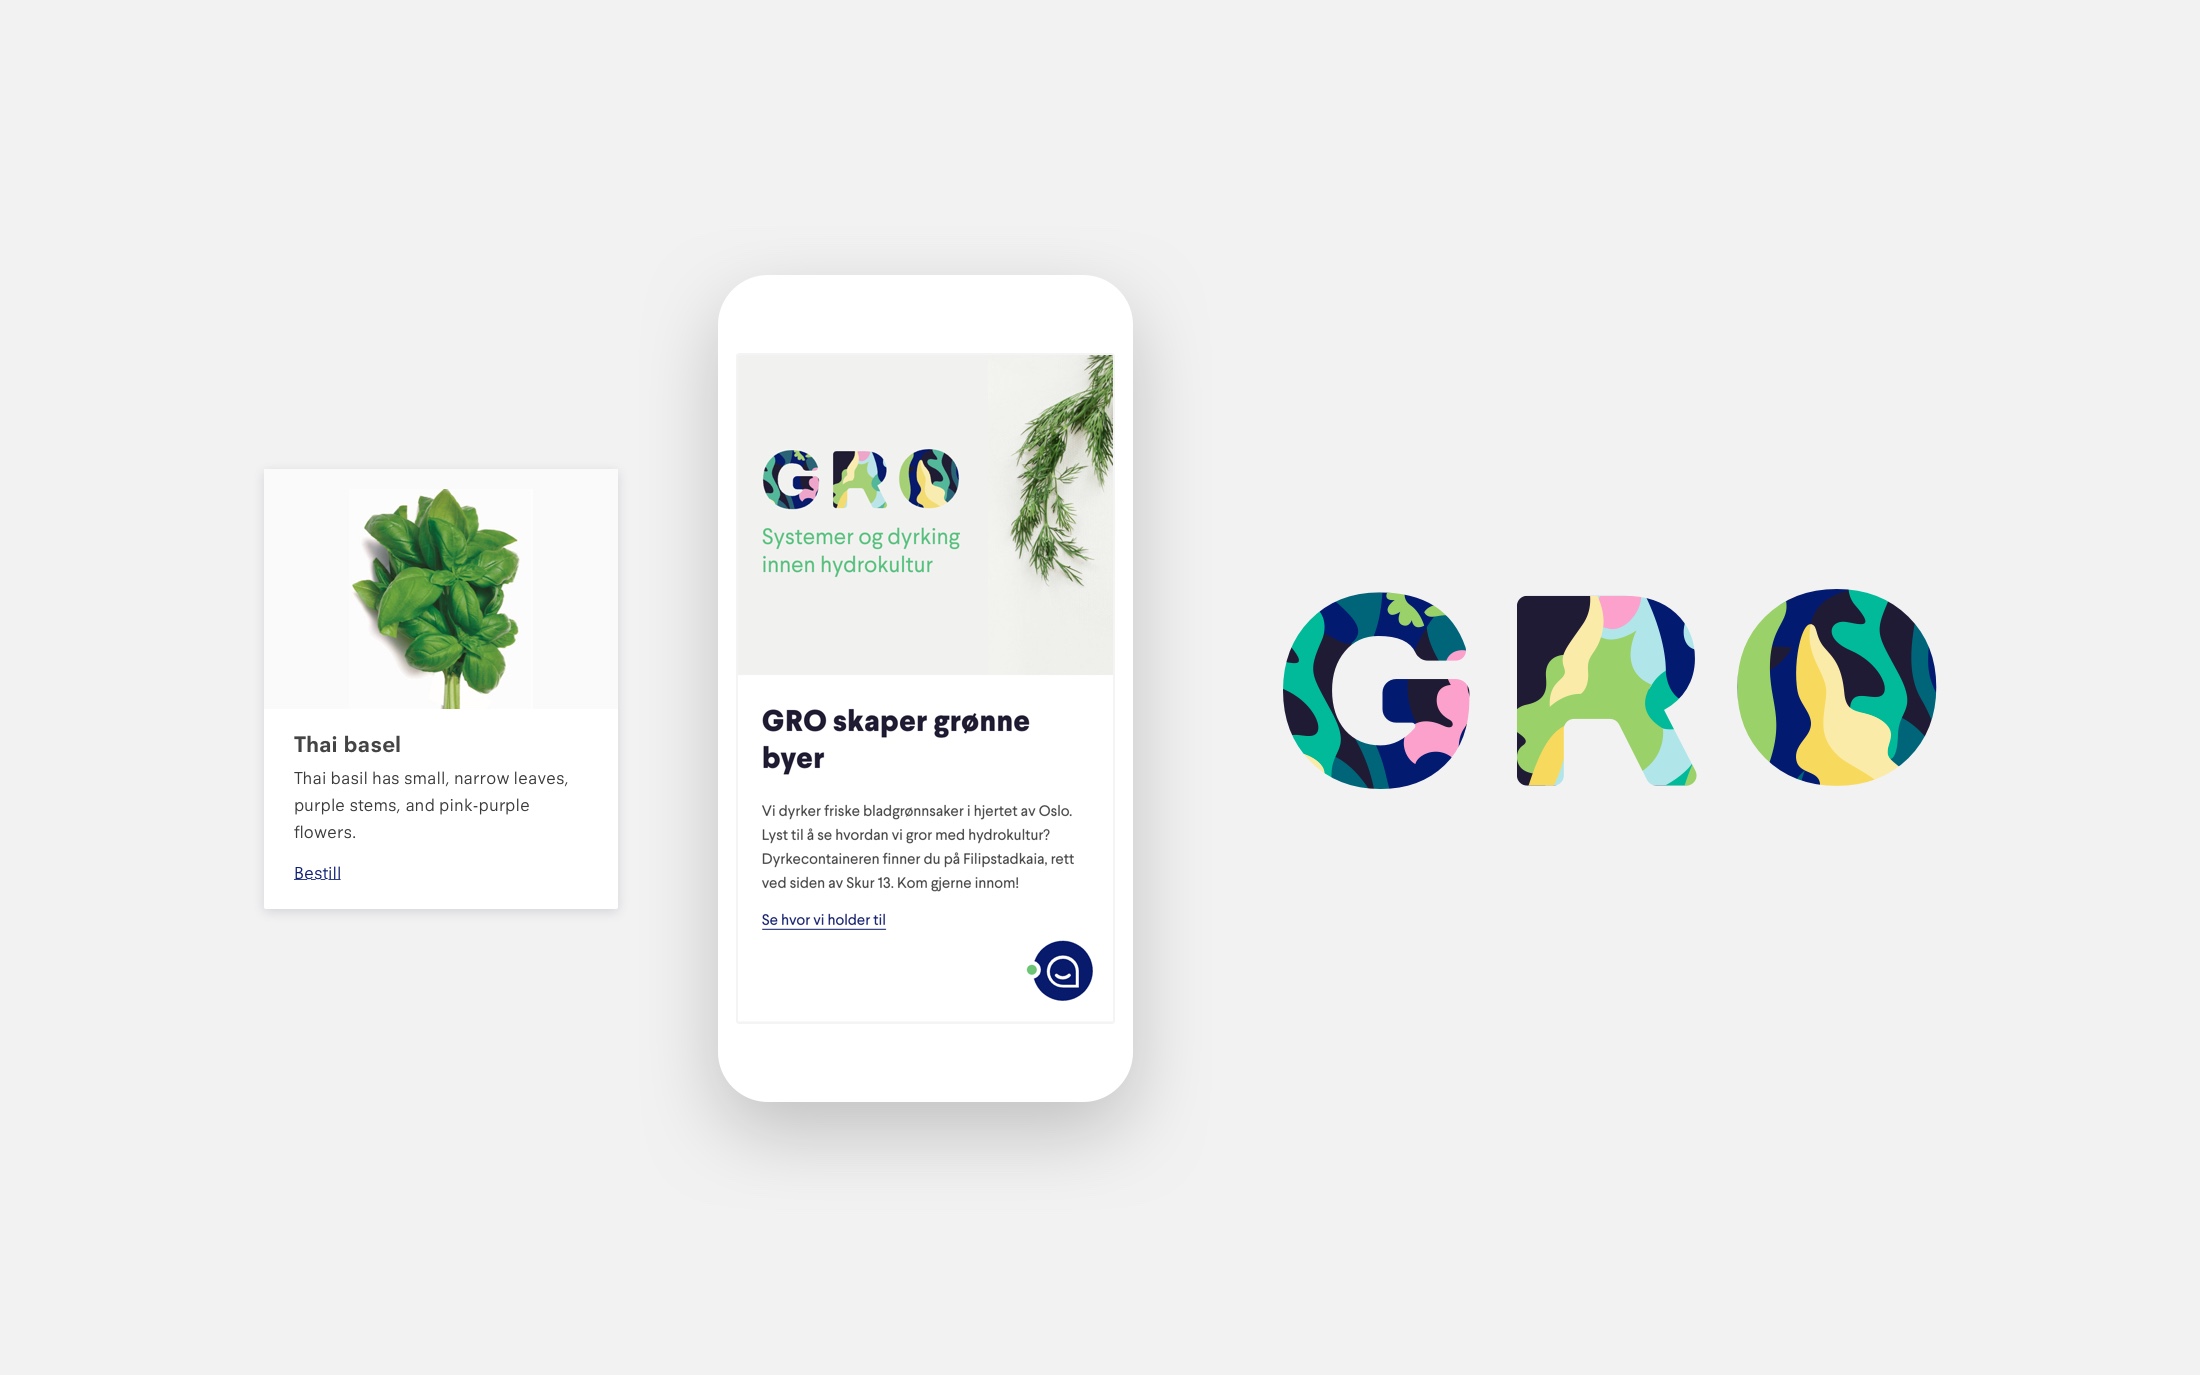 Thai basel
Thai basil has small, narrow leaves,
purple stems, and pink-purple
flowers.
Bestill
GRO
Systemer og dyrking
innen hydrokultur
GRO skaper grønne
byer
Vi dyrker friske bladgrønnsaker i hjertet av Oslo.
Lyst til å se hvordan vi gror med hydrokultur?
Dyrkecontaineren finner du på Filipstadkaia, rett
ved siden av Skur 13. Kom gjerne innom!
Se hvor vi holder til
GRO